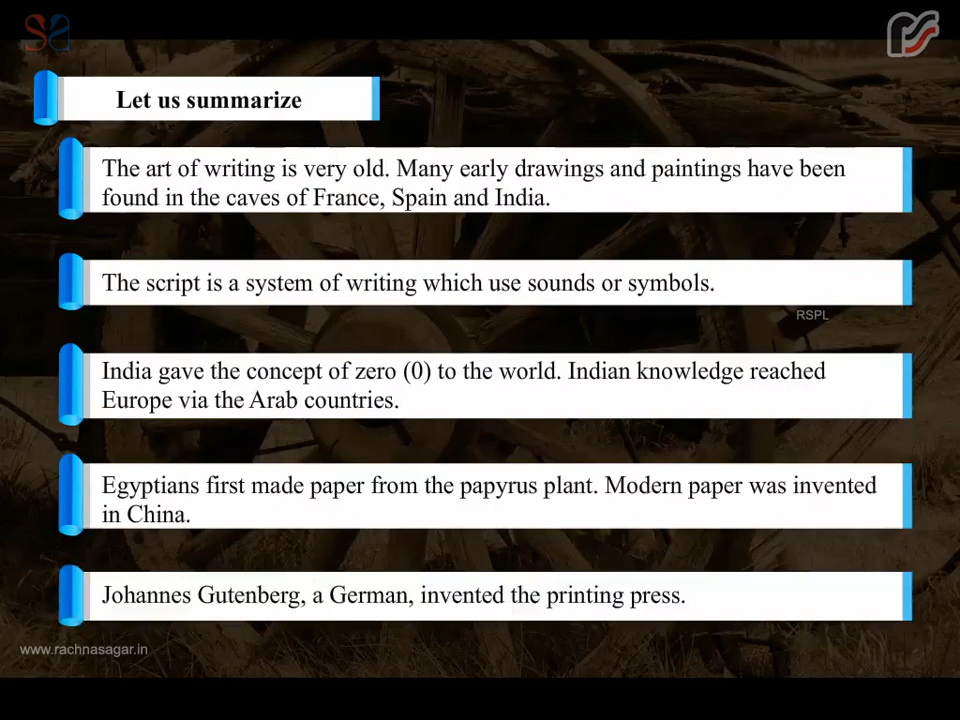 Let us summarize
The art of writing is very old. Many early drawings and paintings have been
found in the caves of France, Spain and India.
The script is a system of writing which use sounds or symbols.
RSPL
India gave the concept of zero (0) to the world. Indian knowledge reached
Europe via the Arab countries.
Egyptians first made paper from the papyrus plant. Modern paper was invented
in China.
Johannes Gutenberg, a German, invented the printing press.
www.rachnasagar.in